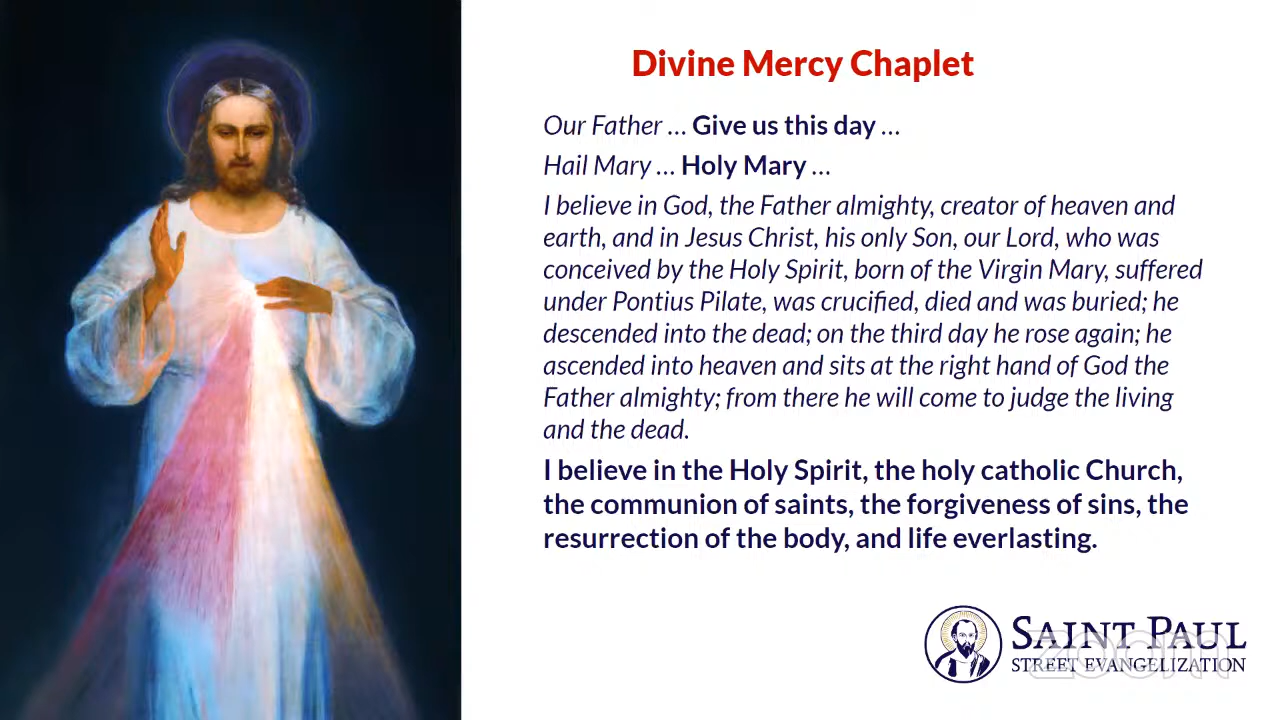 Divine Mercy Chaplet
Our Father ... Give us this day ...
Hail Mary ... Holy Mary ...
I believe in God, the Father almighty, creator of heaven and
earth, and in Jesus Christ, his only Son, our Lord, who was
conceived by the Holy Spirit, born of the Virgin Mary, suffered
under Pontius Pilate, was crucified, died and was buried; he
descended into the dead; on the third day he rose again; he
ascended into heaven and sits at the right hand of God the
Father almighty; from there he will come to judge the living
and the dead.
I believe in the Holy Spirit, the holy catholic Church,
the communion of saints, the forgiveness of sins, the
resurrection of the body, and life everlasting.
SAINT PAUL
STREET EVANGELIZATION
zoom